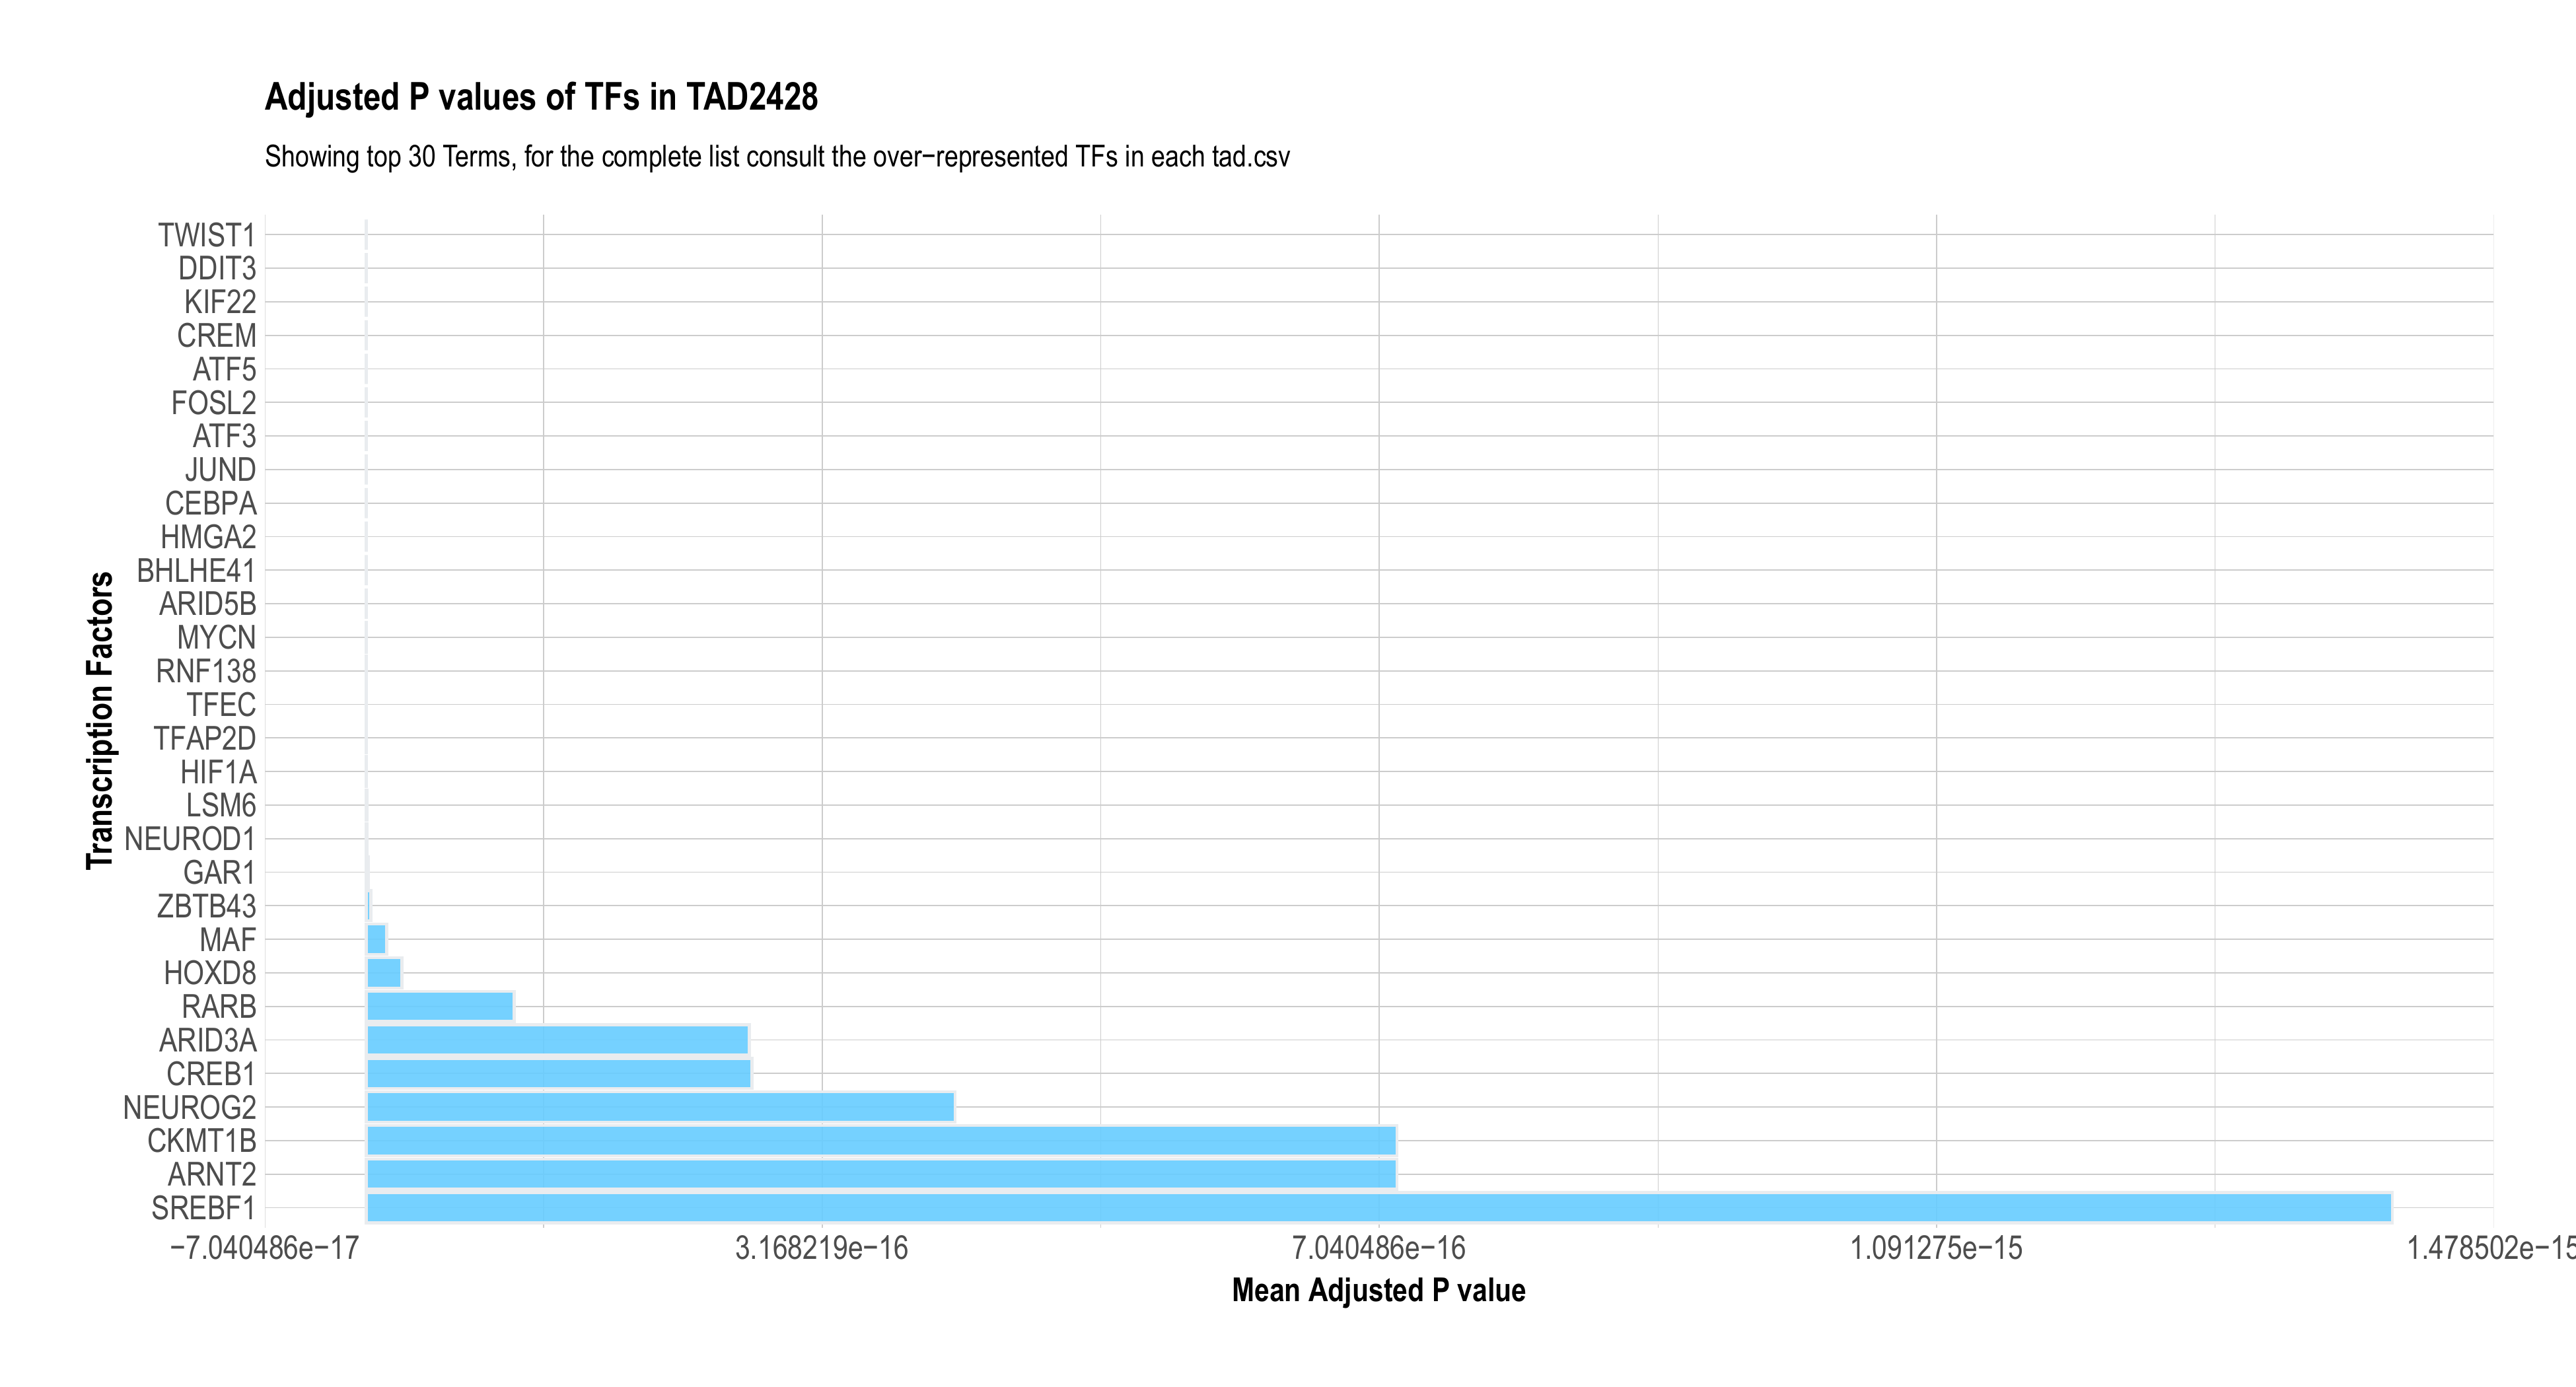 Adjusted P values of TFs in TAD2428
Showing top 30 Terms, for the complete list consult the over−represented TFs in each tad.csv
Transcription Factors
TWIST1
DDIT3
KIF22
CREM
ATF5
FOSL2
ATF3
JUND
CEBPA
HMGA2
BHLHE41
ARID5B
MYCN
RNF138
TFEC
TFAP2D
HIF1A
LSM6
NEUROD1
GAR1
ZBTB43
MAF
HOXD8
RARB
ARID3A
CREB1
NEUROG2
CKMT1B
ARNT2
SREBF1
−7.040486e−17 3.168219e−16 7.040486e−16 1.091275e−15 1.478502e−15
Mean Adjusted P value